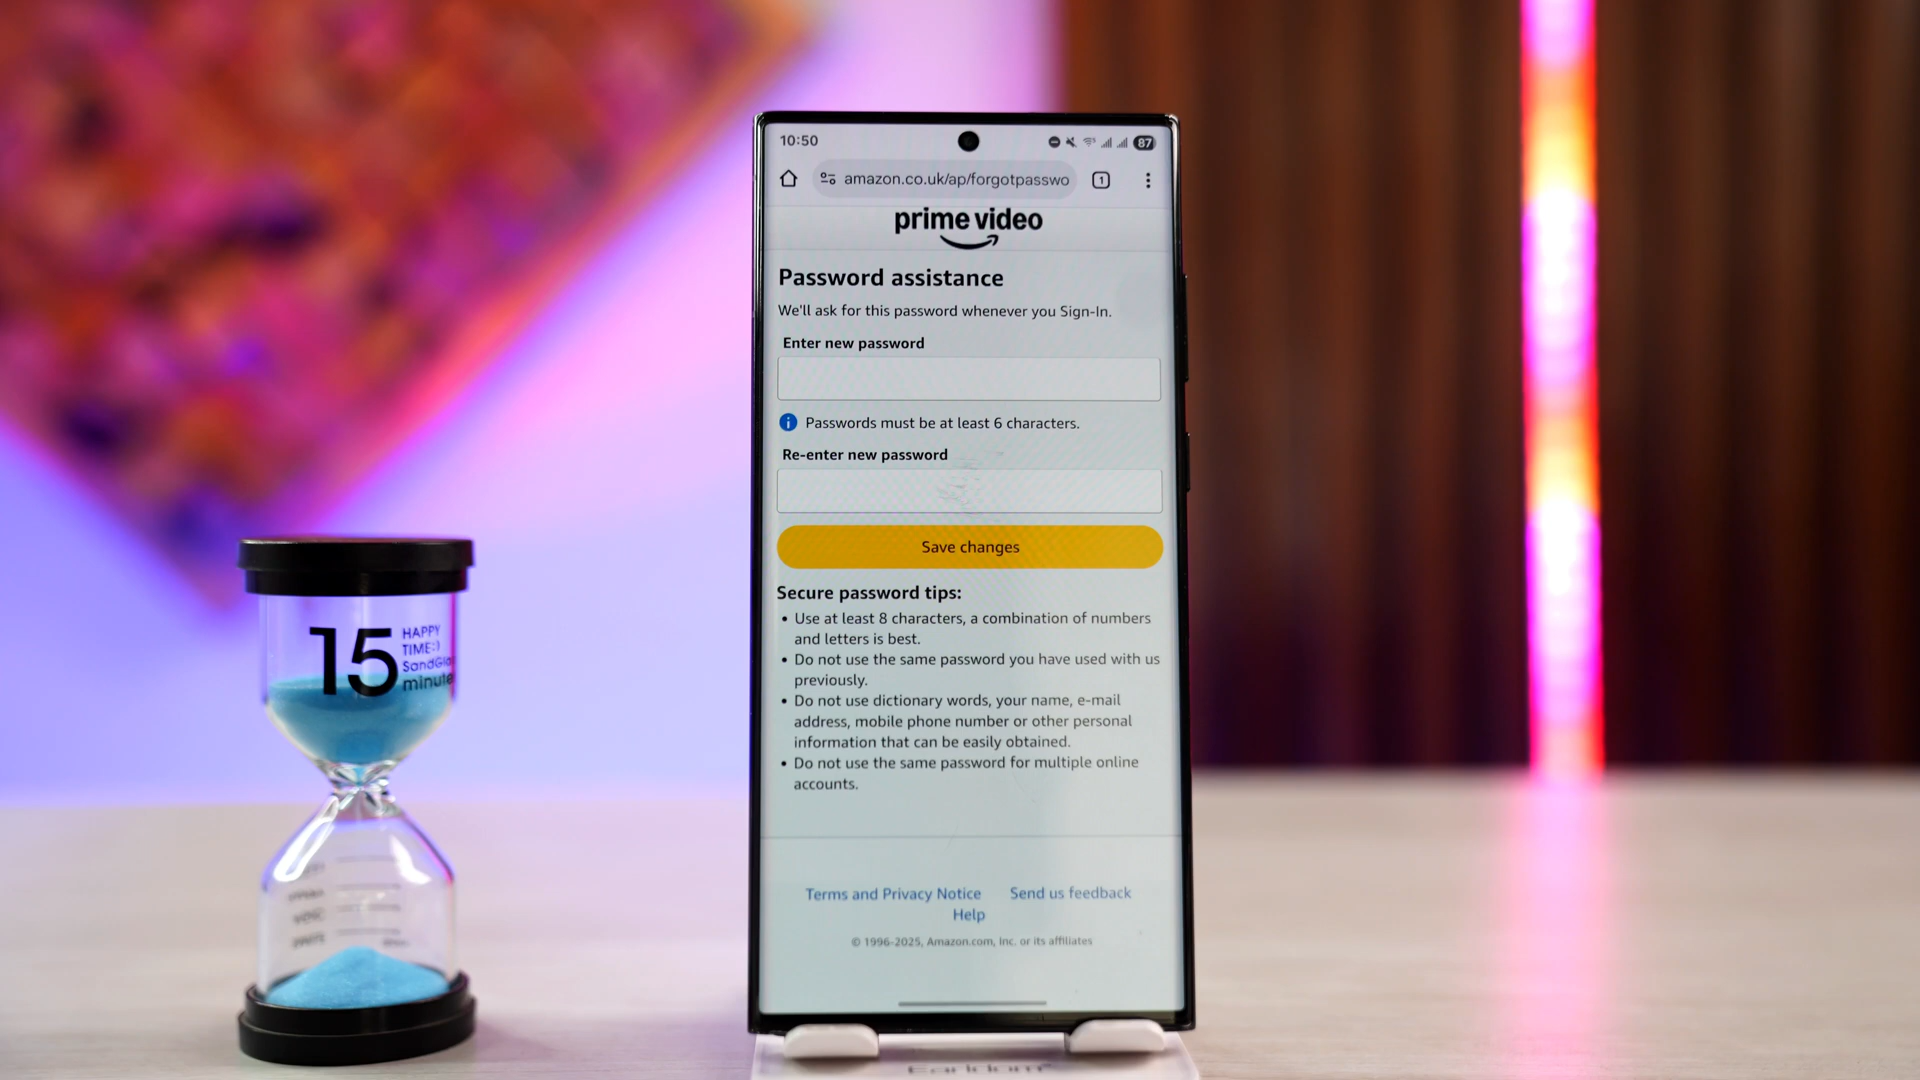 10:50
87
amazon.co.uk/ap/forgotpasswo
1
prime video
Password assistance
We'll ask for this password whenever you Sign-In.
Enter new password
Passwords must be at least 6 characters.
Re-enter new password
Save changes
Secure password tips:
• Use at least 8 characters, a combination of numbers
and letters is best.
• Do not use the same password you have used with us
previously.
• Do not use dictionary words, your name, e-mail
address, mobile phone number or other personal
information that can be easily obtained.
• Do not use the same password for multiple online
accounts.
Terms and Privacy Notice Send us feedback
Help
© 1996-2025, Amazon.com, Inc. or its affiliates
15
HAPPY
TIME:)
SandGla
minute